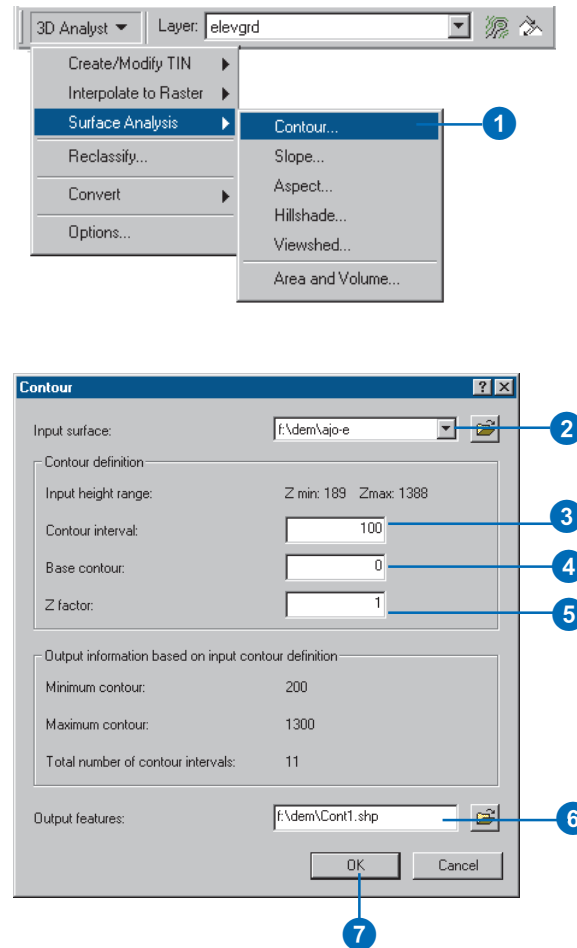 3D Analyst Layer: elevgrd
Create/Modify TIN
Interpolate to Raster
Surface Analysis
Reclassify...
Convert
Options...
Contour...
Slope...
Aspect...
Hillshade...
Viewshed...
Area and Volume...
1
Contour
Input surface: f:\dem\ajo-e
2
Contour definition
Input height range: Z min: 189 Zmax: 1388
Contour interval: 100
3
Base contour: 0
4
Z factor: 1
5
Output information based on input contour definition
Minimum contour: 200
Maximum contour: 1300
Total number of contour intervals: 11
Output features: f:\dem\Cont1.shp
6
OK Cancel
7